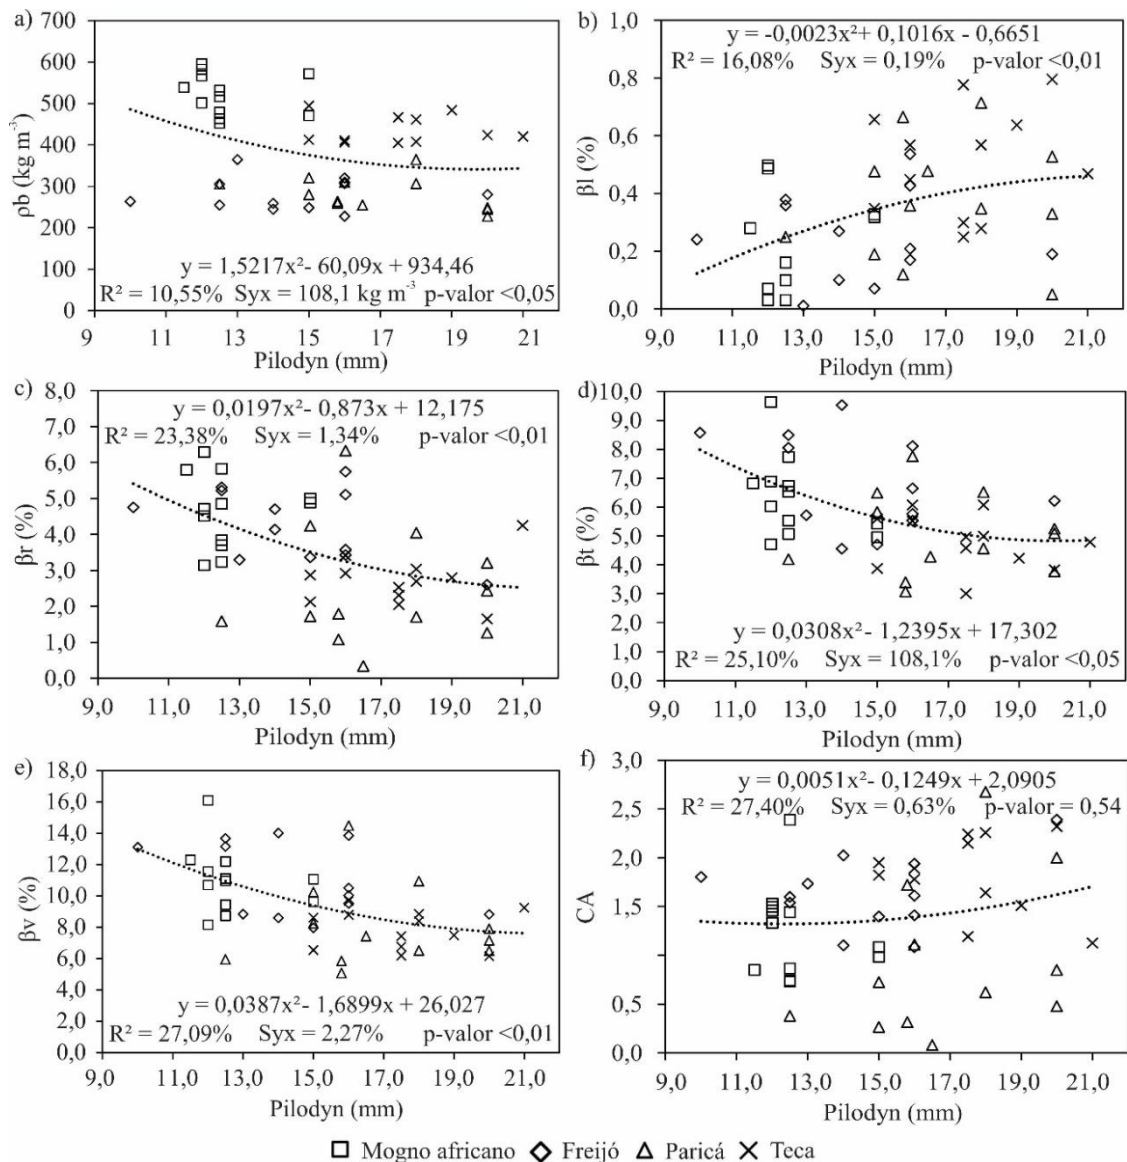 a)
700
600
500
400
300
200
100
0
ρb (kg m⁻³)
y = 1,5217x²- 60,09x + 934,46
R² = 10,55% Syx = 108,1 kg m⁻³ p-valor <0,05
9 11 13 15 17 19 21
Pilodyn (mm)
b)
1,0
0,8
0,6
0,4
0,2
0,0
βl (%)
y = -0,0023x²+ 0,1016x - 0,6651
R² = 16,08% Syx = 0,19% p-valor <0,01
9,0 11,0 13,0 15,0 17,0 19,0 21,0
Pilodyn (mm)
c)
8,0
7,0
6,0
5,0
4,0
3,0
2,0
1,0
0,0
βr (%)
y = 0,0197x²- 0,873x + 12,175
R² = 23,38% Syx = 1,34% p-valor <0,01
9,0 11,0 13,0 15,0 17,0 19,0 21,0
Pilodyn (mm)
d)
10,0
9,0
8,0
7,0
6,0
5,0
4,0
3,0
2,0
1,0
0,0
βt (%)
y = 0,0308x²- 1,2395x + 17,302
R² = 25,10% Syx = 108,1% p-valor <0,05
9,0 11,0 13,0 15,0 17,0 19,0 21,0
Pilodyn (mm)
e)
18,0
16,0
14,0
12,0
10,0
8,0
6,0
4,0
2,0
0,0
βv (%)
y = 0,0387x²- 1,6899x + 26,027
R² = 27,09% Syx = 2,27% p-valor <0,01
9,0 11,0 13,0 15,0 17,0 19,0 21,0
Pilodyn (mm)
f)
3,0
2,5
2,0
1,5
1,0
0,5
0,0
CA
y = 0,0051x²- 0,1249x + 2,0905
R² = 27,40% Syx = 0,63% p-valor = 0,54
9,0 11,0 13,0 15,0 17,0 19,0 21,0
Pilodyn (mm)
Mogno africano Freijó Paricá Teca